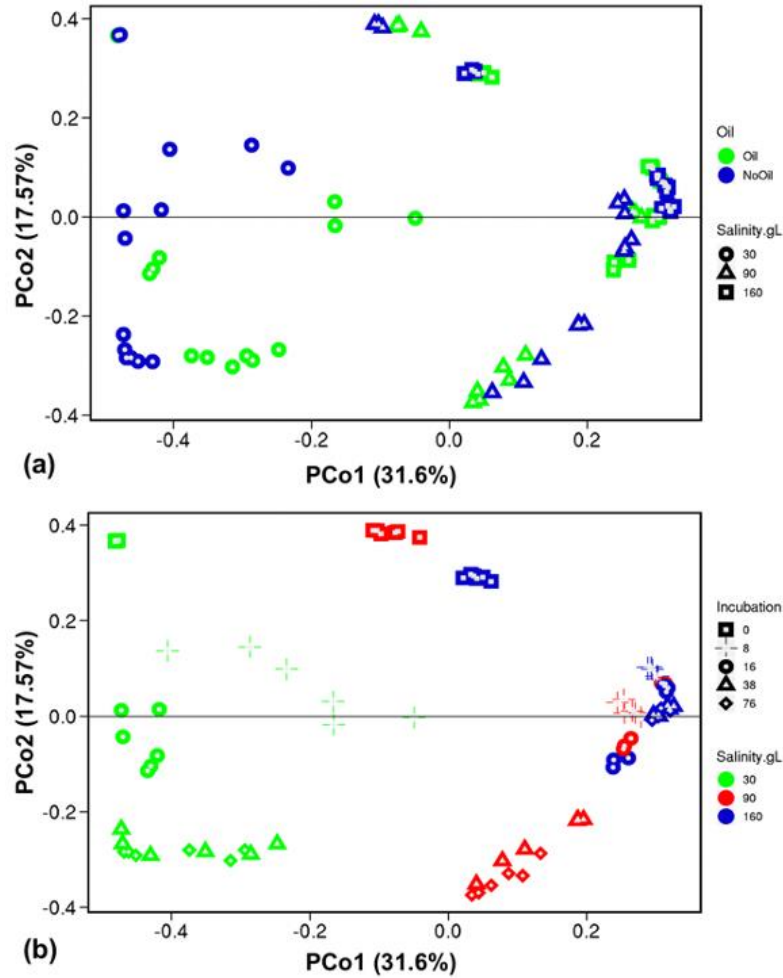 0.4
0.2
0.0
-0.2
-0.4
PCo2 (17.57%)
-0.4
-0.2
0.0
0.2
PCo1 (31.6%)
(a)
Oil
Oil
NoOil
Salinity.gL
30
90
160
0.4
0.2
0.0
-0.2
-0.4
PCo2 (17.57%)
-0.4
-0.2
0.0
0.2
PCo1 (31.6%)
(b)
Incubation
0
8
16
38
76
Salinity.gL
30
90
160